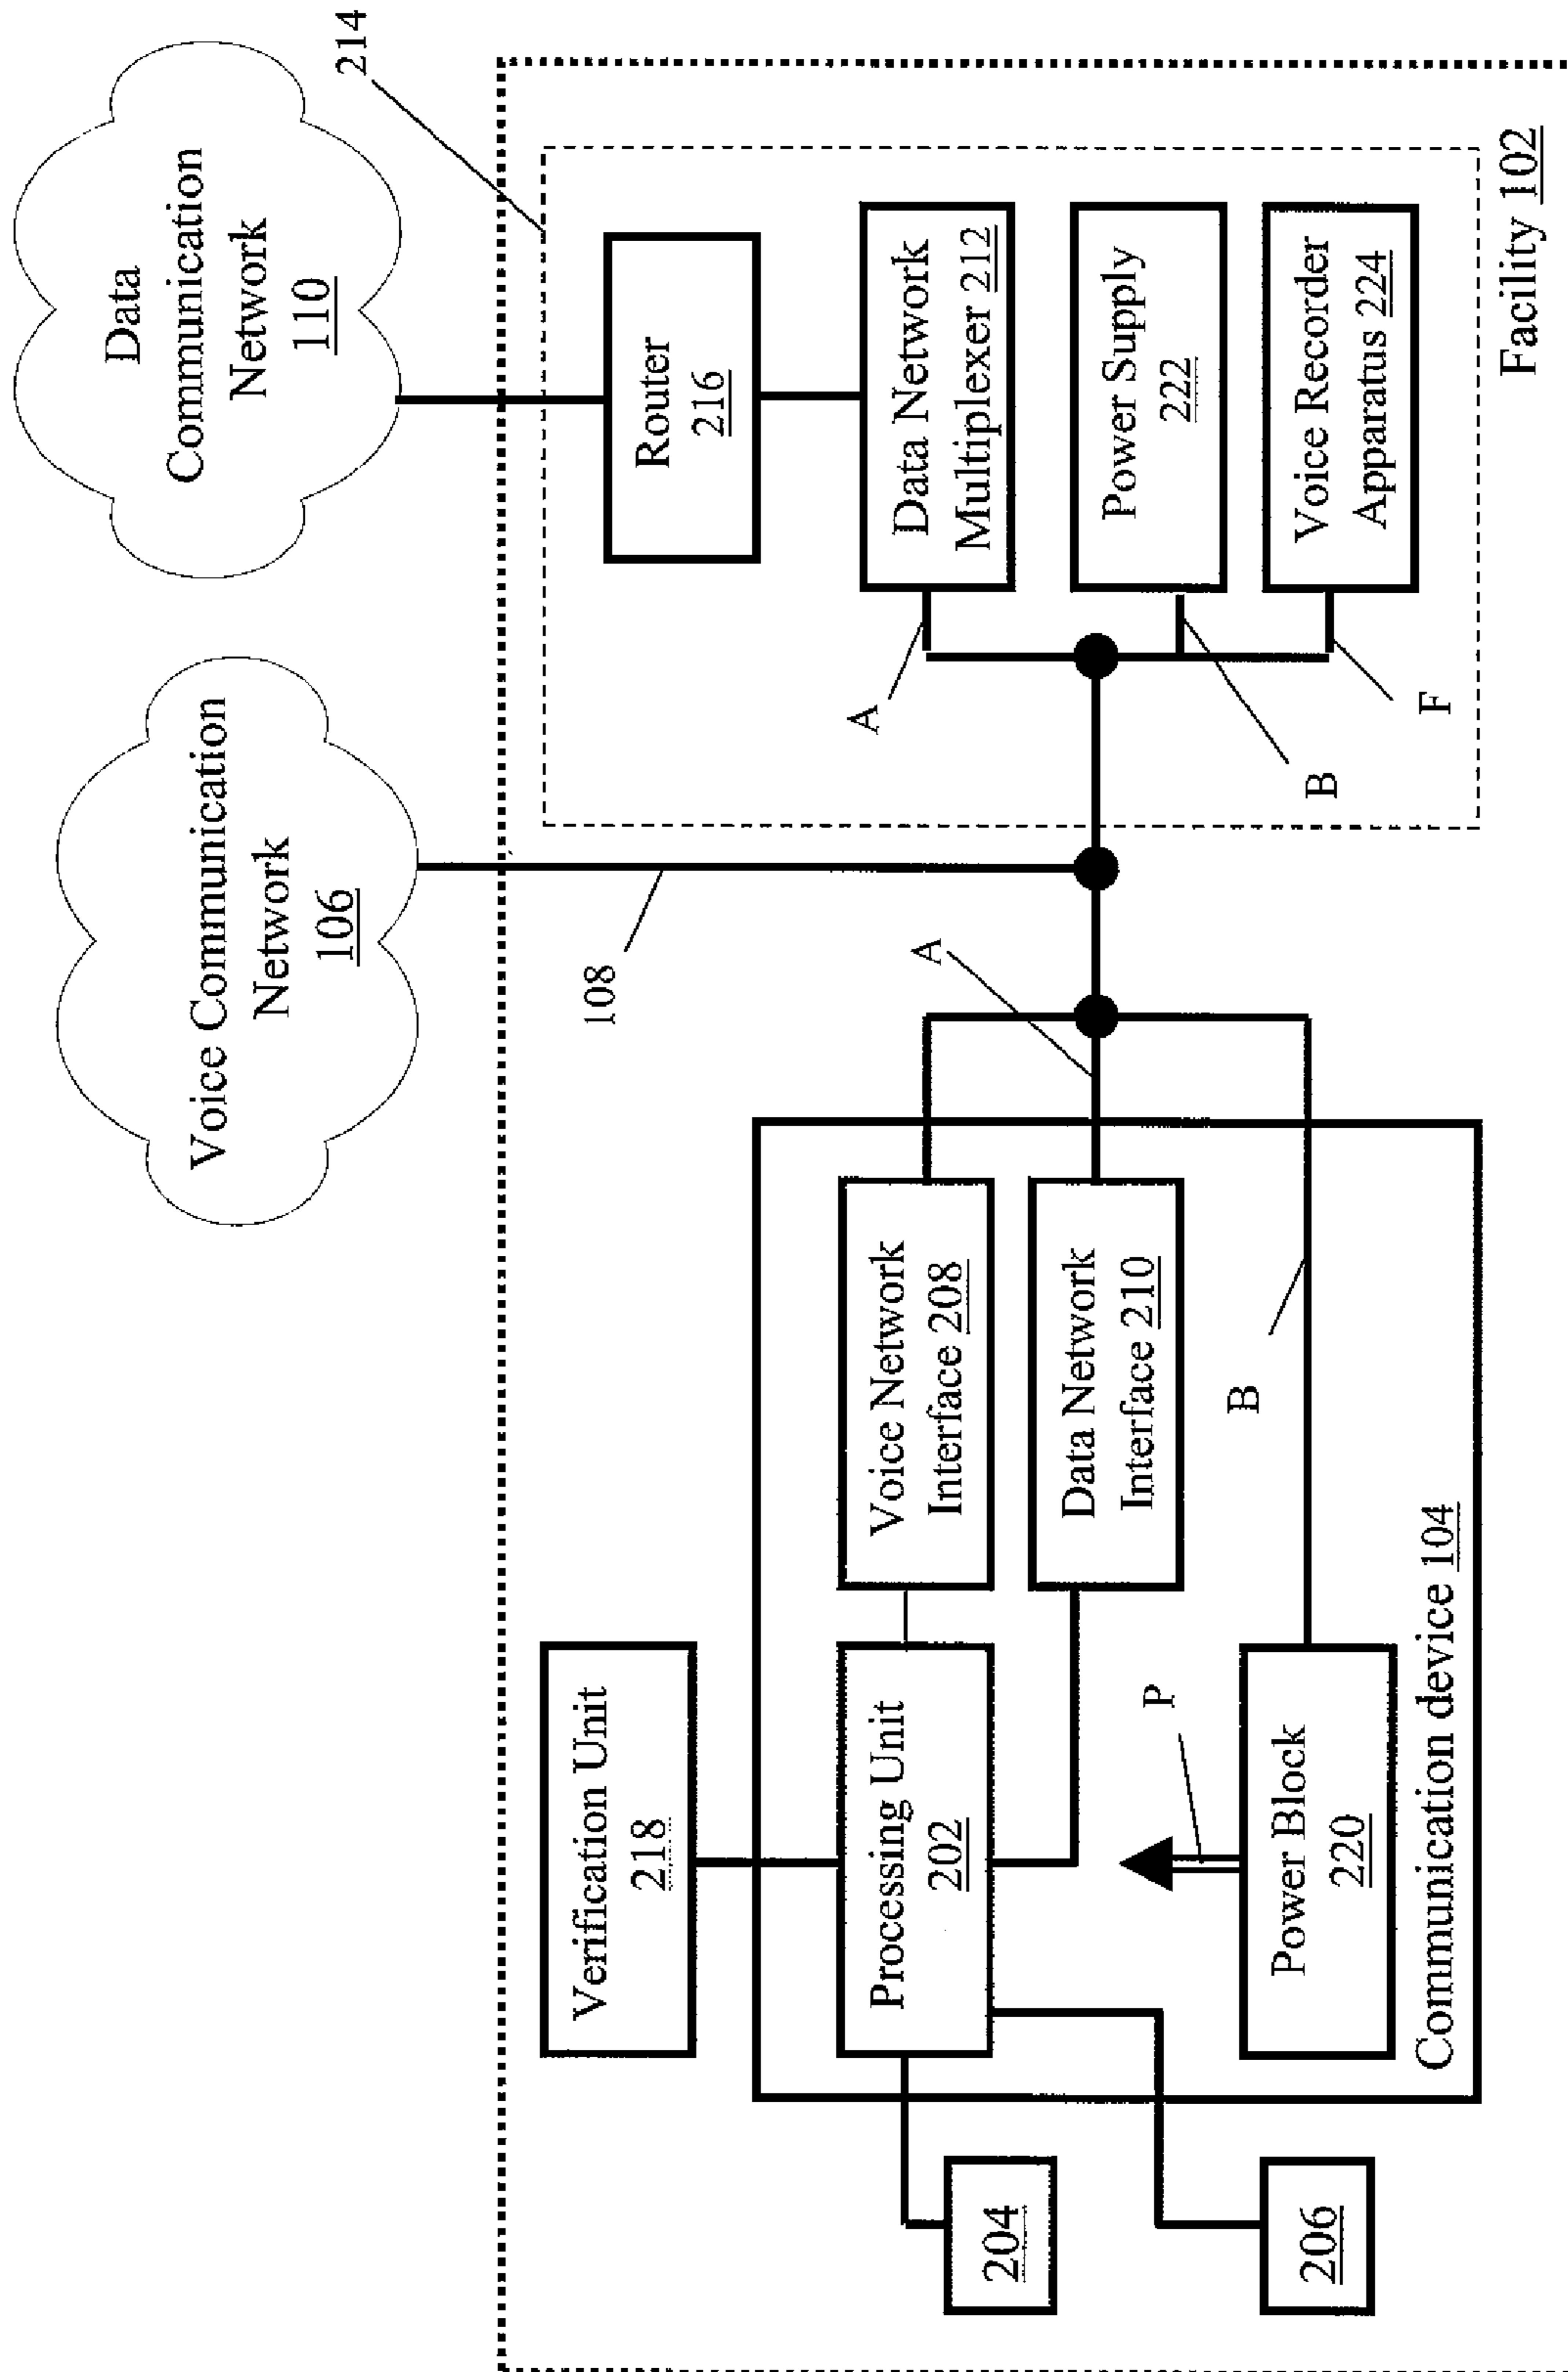 Voice Communication
Network
106
Data
Communication
Network
110
214
108
Verification Unit
218
Router
216
Processing Unit
202
Voice Network
Interface 208
Data Network
Interface 210
A
A
Data Network
Multiplexer 212
Power Supply
222
Voice Recorder
Apparatus 224
204
206
P
Power Block
220
B
B
F
Communication device 104
Facility 102